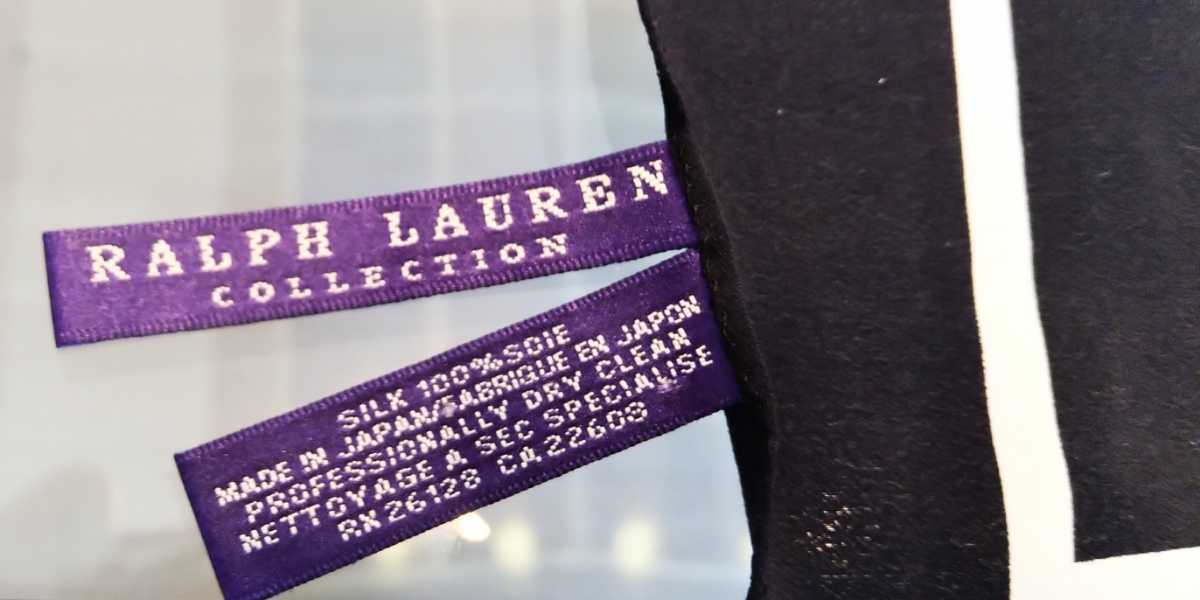 RALPH LAUREN
COLLECTION
SILK 100% SOIE
MADE IN JAPAN/FABRIQUE EN JAPON
PROFESSIONALLY DRY CLEAN
NETTOYAGE A SEC SPECIALISE
RN 26128 CA 22608